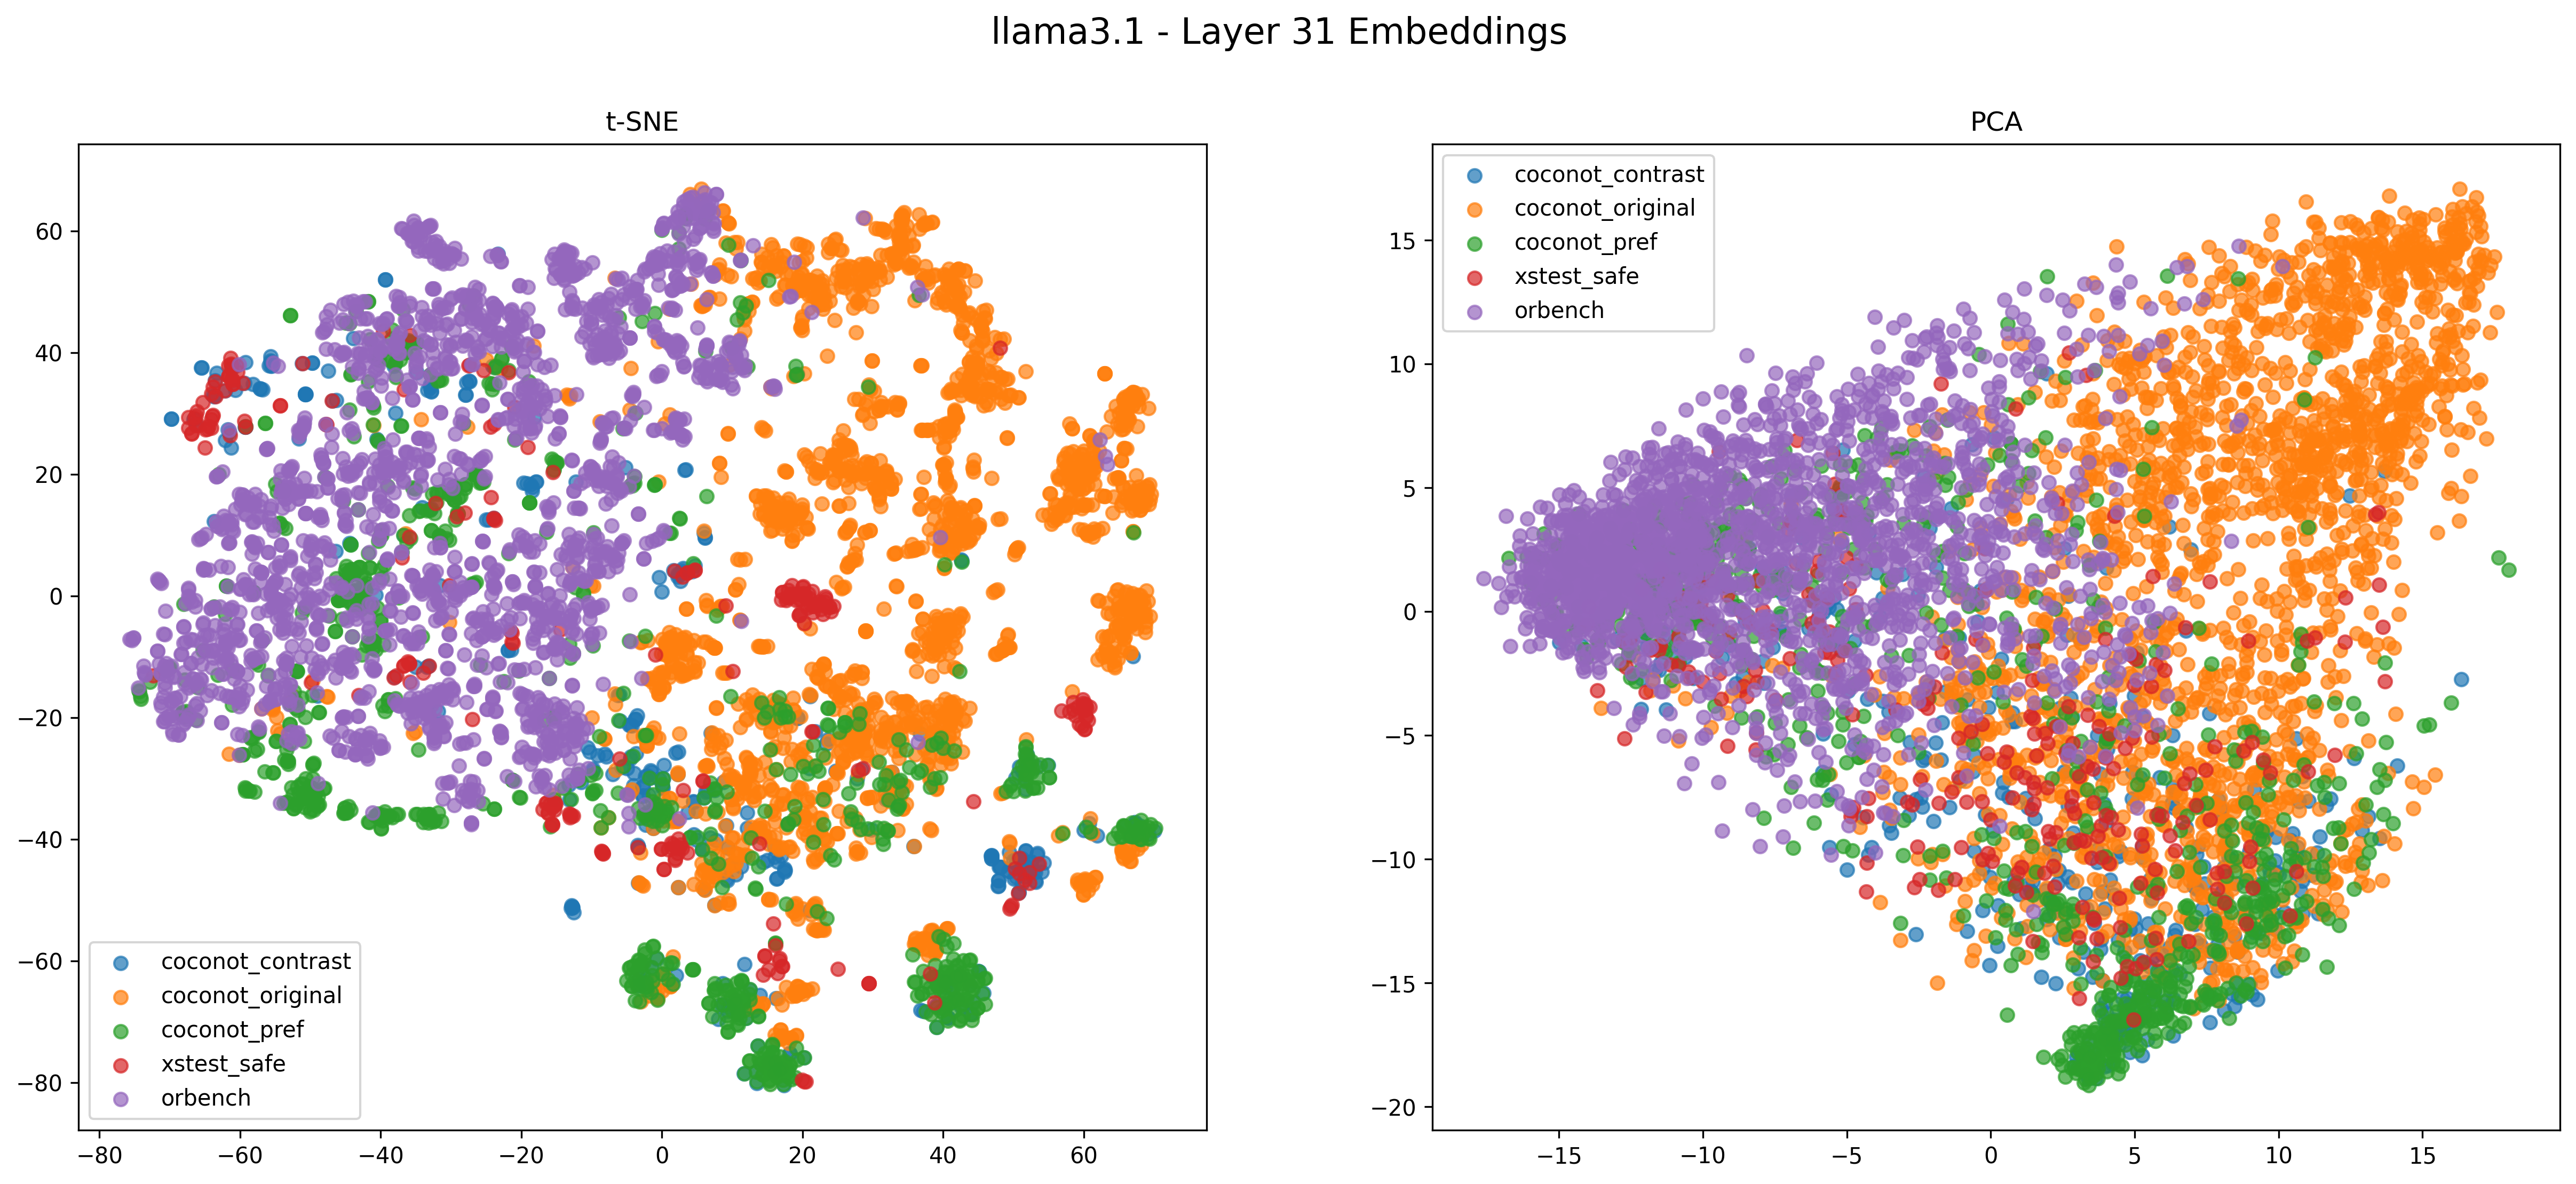 llama3.1 - Layer 31 Embeddings
t-SNE
60
40
20
0
−20
−40
−60
−80
−80 −60 −40 −20 0 20 40 60
coconot_contrast
coconot_original
coconot_pref
xstest_safe
orbench
PCA
coconot_contrast
coconot_original
coconot_pref
xstest_safe
orbench
15
10
5
0
−5
−10
−15
−20
−15 −10 −5 0 5 10 15